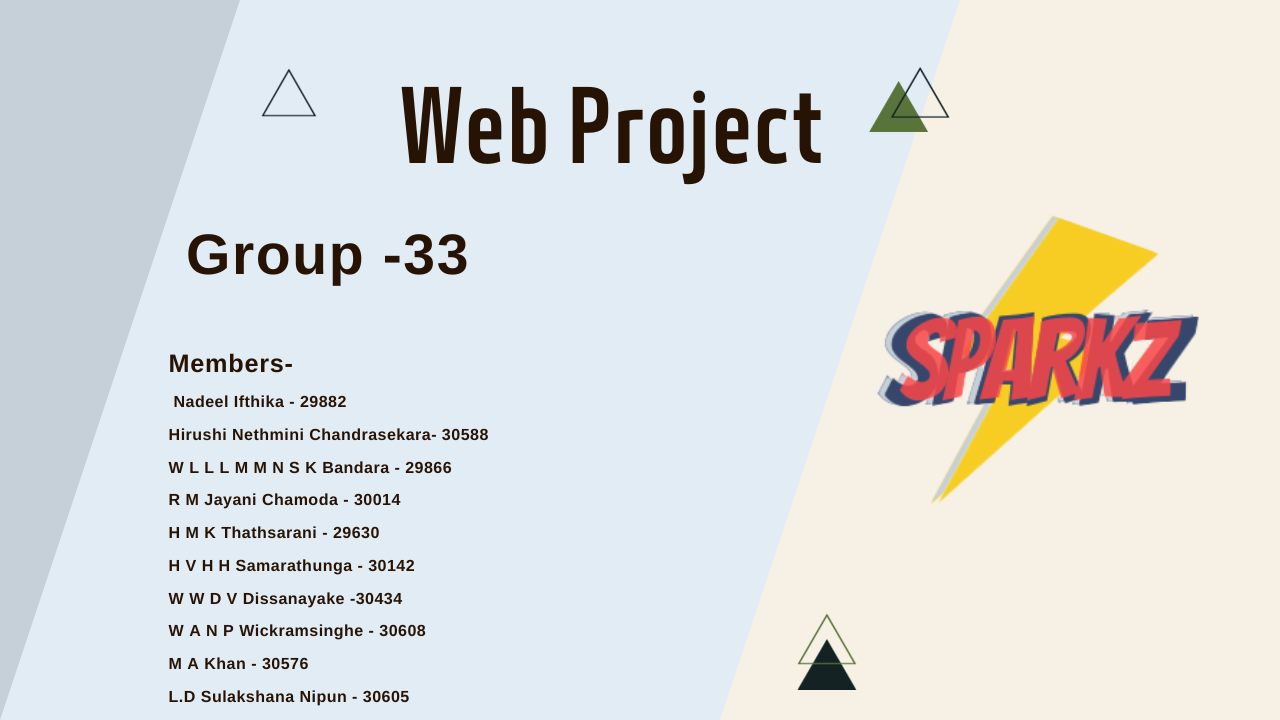 Web Project
Group -33
SPARKZ
Members-
Nadeel Ifthika - 29882
Hirushi Nethmini Chandrasekara- 30588
W L L L M M N S K Bandara - 29866
R M Jayani Chamoda - 30014
H M K Thathsarani - 29630
H V H H Samarathunga - 30142
W W D V Dissanayake -30434
W A N P Wickramsinghe - 30608
M A Khan - 30576
L.D Sulakshana Nipun - 30605